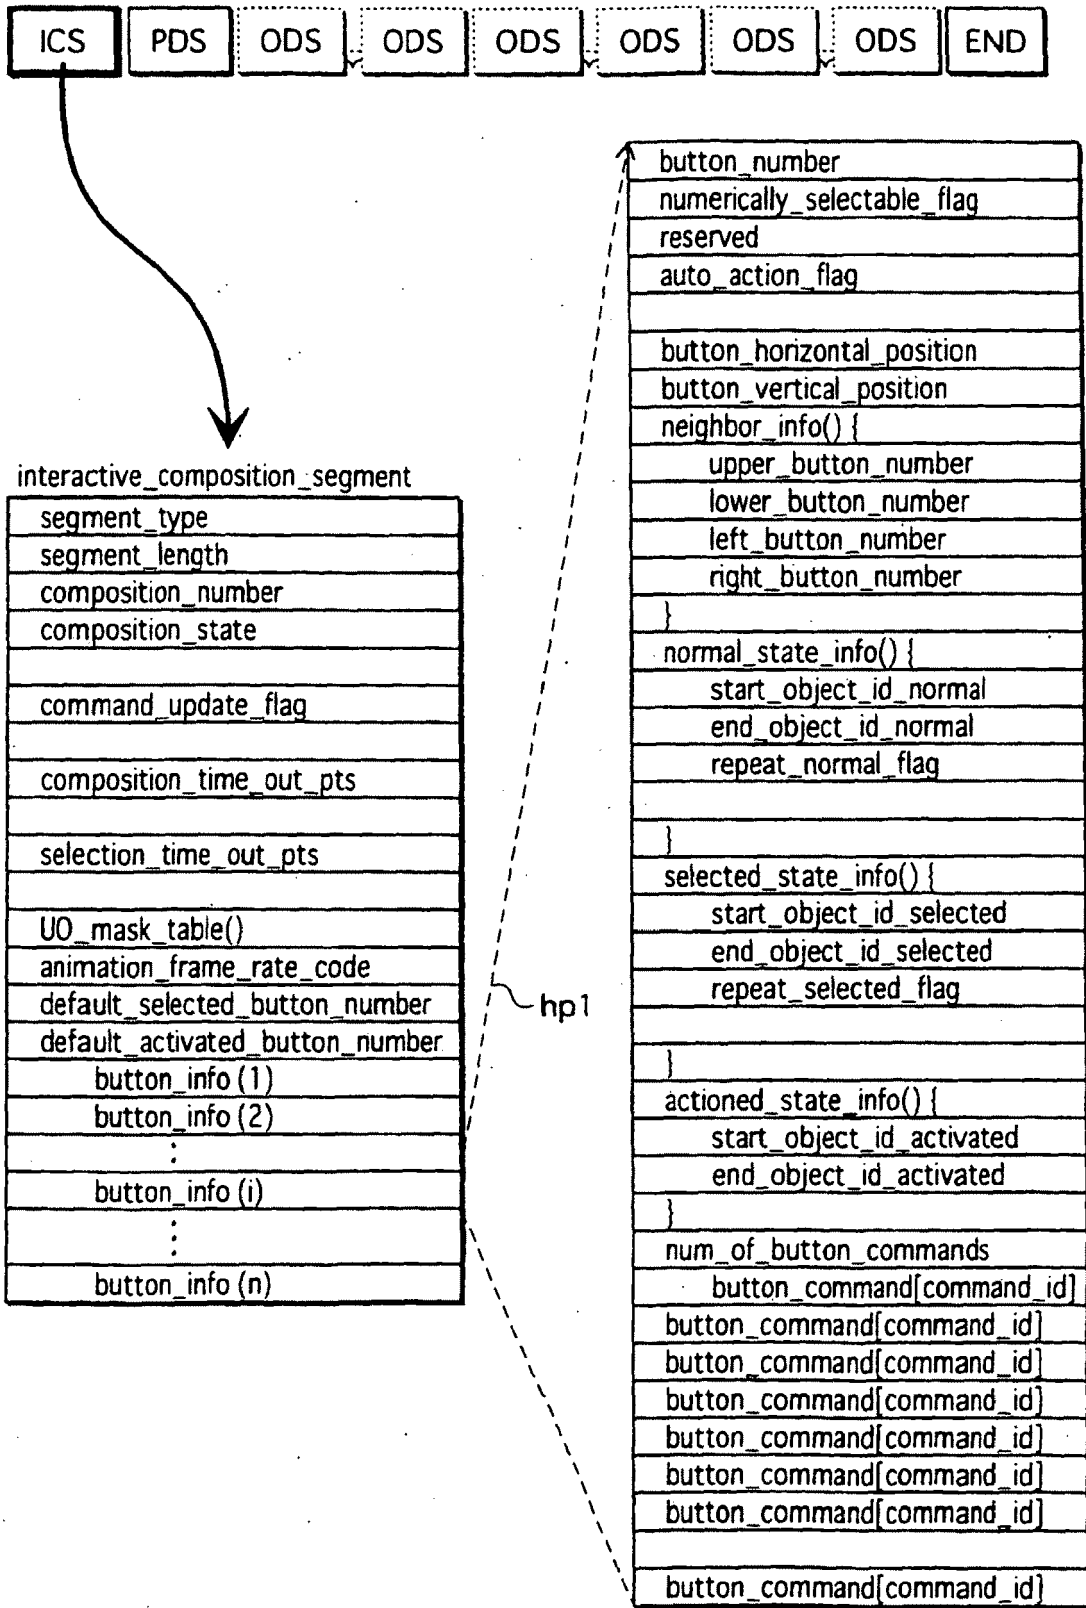 ICS PDS ODS ODS ODS ODS ODS ODS END
interactive_composition_segment
segment_type
segment_length
composition_number
composition_state
command_update_flag
composition_time_out_pts
selection_time_out_pts
UO_mask_table()
animation_frame_rate_code
default_selected_button_number
default_activated_button_number
button_info (1)
button_info (2)
⋮
button_info (i)
⋮
button_info (n)
hp1
button_number
numerically_selectable_flag
reserved
auto_action_flag
button_horizontal_position
button_vertical_position
neighbor_info() {
upper_button_number
lower_button_number
left_button_number
right_button_number
}
normal_state_info() {
start_object_id_normal
end_object_id_normal
repeat_normal_flag
}
selected_state_info() {
start_object_id_selected
end_object_id_selected
repeat_selected_flag
}
actioned_state_info() {
start_object_id_activated
end_object_id_activated
}
num_of_button_commands
button_command[command_id]
button_command[command_id]
button_command[command_id]
button_command[command_id]
button_command[command_id]
button_command[command_id]
button_command[command_id]
button_command[command_id]